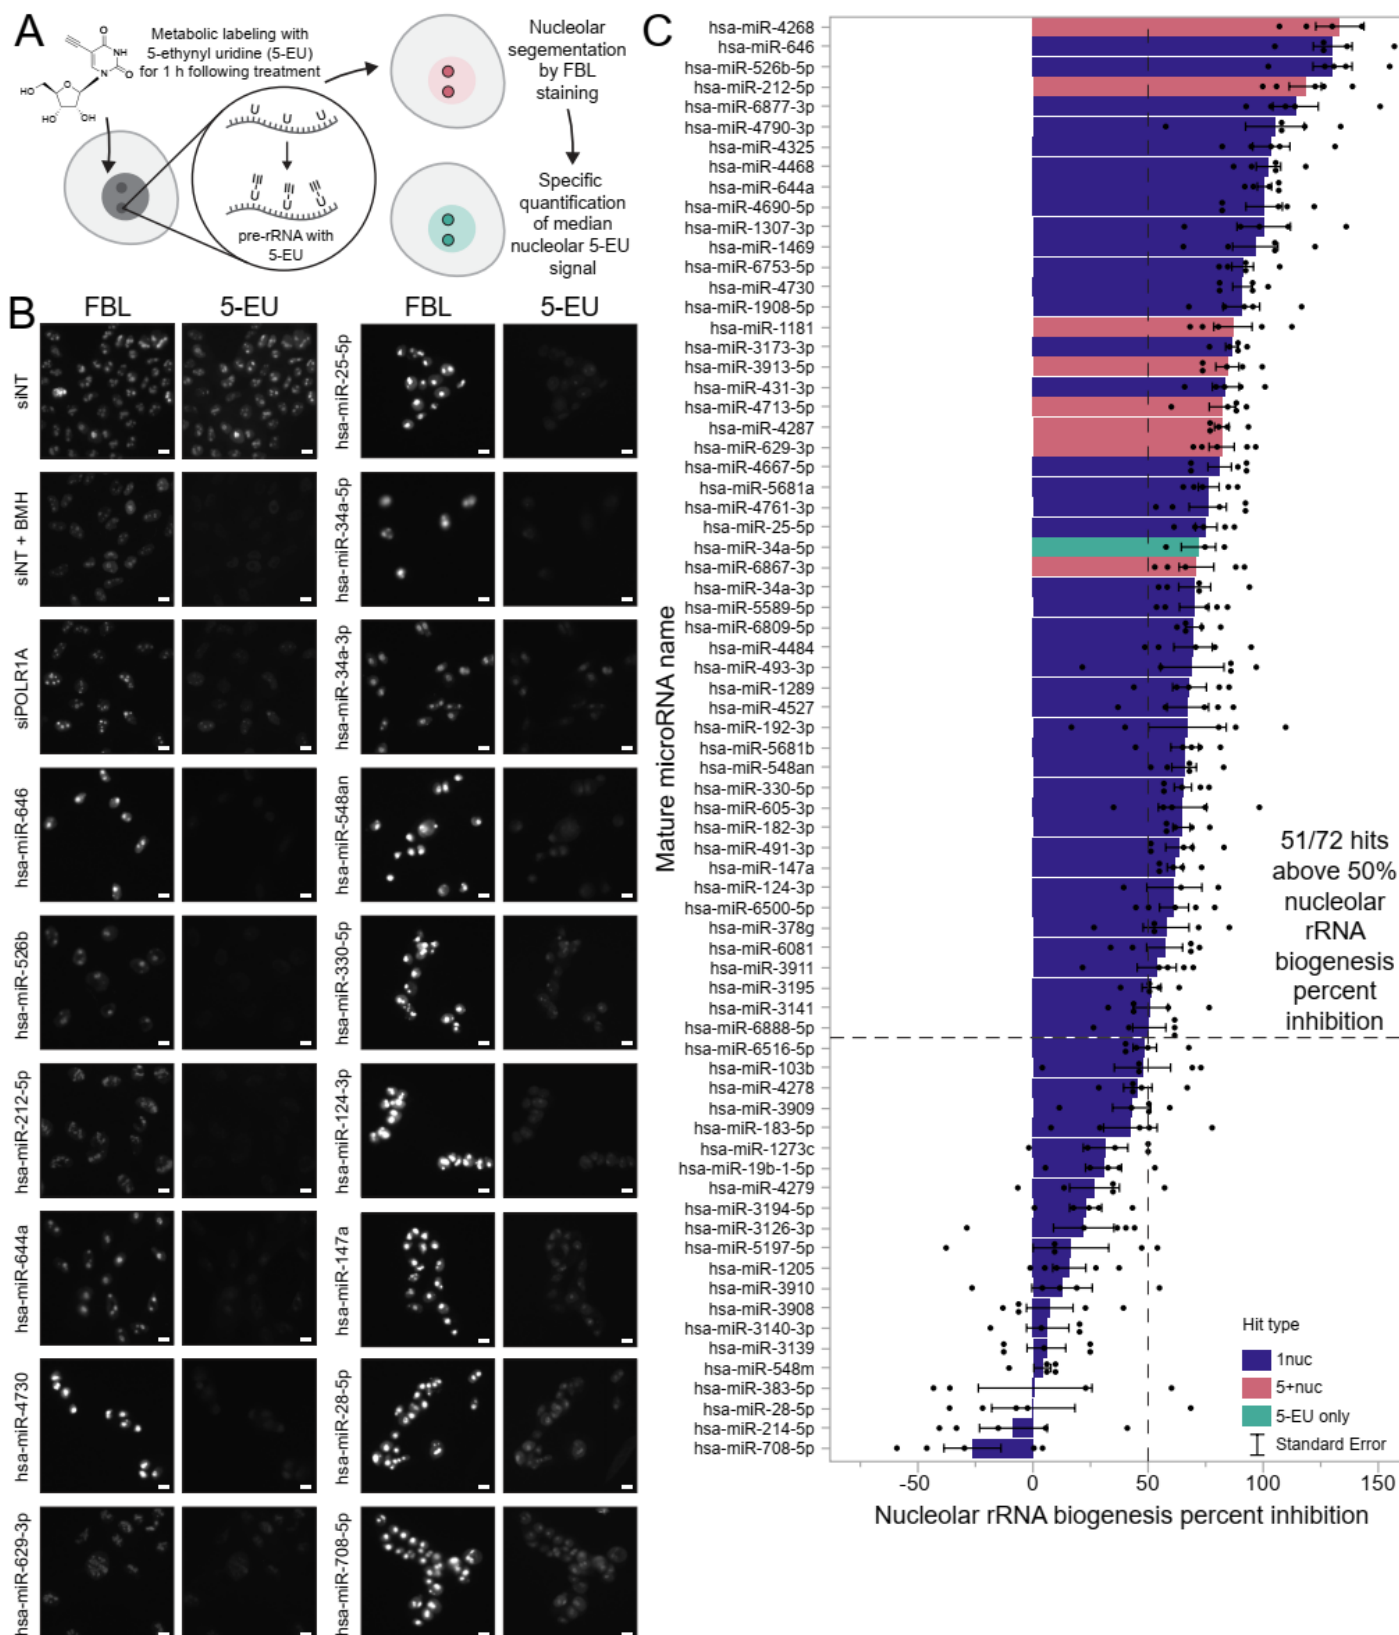 A
Metabolic labeling with
5-ethynyl uridine (5-EU)
for 1 h following treatment
O
NH
N
O
HO
O
HO
OH
U
U
U
U
U
U
pre-rRNA with
5-EU
Nucleolar
segementation
by FBL
staining
Specific
quantification
of median
nucleolar 5-EU
signal
B
FBL
5-EU
FBL
5-EU
siNT
siNT + BMH
siPOLR1A
hsa-miR-646
hsa-miR-526b
hsa-miR-212-5p
hsa-miR-644a
hsa-miR-4730
hsa-miR-629-3p
hsa-miR-25-5p
hsa-miR-34a-5p
hsa-miR-34a-3p
hsa-miR-548an
hsa-miR-330-5p
hsa-miR-124-3p
hsa-miR-147a
hsa-miR-28-5p
hsa-miR-708-5p
C
Mature microRNA name
hsa-miR-4268
hsa-miR-646
hsa-miR-526b-5p
hsa-miR-212-5p
hsa-miR-6877-3p
hsa-miR-4790-3p
hsa-miR-4325
hsa-miR-4468
hsa-miR-644a
hsa-miR-4690-5p
hsa-miR-1307-3p
hsa-miR-1469
hsa-miR-6753-5p
hsa-miR-4730
hsa-miR-1908-5p
hsa-miR-1181
hsa-miR-3173-3p
hsa-miR-3913-5p
hsa-miR-431-3p
hsa-miR-4713-5p
hsa-miR-4287
hsa-miR-629-3p
hsa-miR-4667-5p
hsa-miR-5681a
hsa-miR-4761-3p
hsa-miR-25-5p
hsa-miR-34a-5p
hsa-miR-6867-3p
hsa-miR-34a-3p
hsa-miR-5589-5p
hsa-miR-6809-5p
hsa-miR-4484
hsa-miR-493-3p
hsa-miR-1289
hsa-miR-4527
hsa-miR-192-3p
hsa-miR-5681b
hsa-miR-548an
hsa-miR-330-5p
hsa-miR-605-3p
hsa-miR-182-3p
hsa-miR-491-3p
hsa-miR-147a
hsa-miR-124-3p
hsa-miR-6500-5p
hsa-miR-378g
hsa-miR-6081
hsa-miR-3911
hsa-miR-3195
hsa-miR-3141
hsa-miR-6888-5p
hsa-miR-6516-5p
hsa-miR-103b
hsa-miR-4278
hsa-miR-3909
hsa-miR-183-5p
hsa-miR-1273c
hsa-miR-19b-1-5p
hsa-miR-4279
hsa-miR-3194-5p
hsa-miR-3126-3p
hsa-miR-5197-5p
hsa-miR-1205
hsa-miR-3910
hsa-miR-3908
hsa-miR-3140-3p
hsa-miR-3139
hsa-miR-548m
hsa-miR-383-5p
hsa-miR-28-5p
hsa-miR-214-5p
hsa-miR-708-5p
51/72 hits
above 50%
nucleolar
rRNA
biogenesis
percent
inhibition
Hit type
1nuc
5+nuc
5-EU only
Standard Error
-50
0
50
100
150
Nucleolar rRNA biogenesis percent inhibition